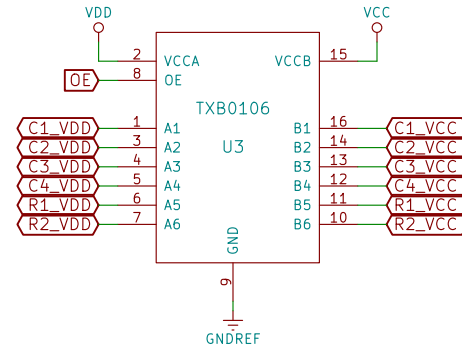 VDD VCC
2 VCCA VCCB 15
OE 8 OE
TXB0106
C1_VDD 1 A1 B1 16 C1_VCC
C2_VDD 3 A2 U3 B2 14 C2_VCC
C3_VDD 4 A3 B3 13 C3_VCC
C4_VDD 5 A4 B4 12 C4_VCC
R1_VDD 6 A5 B5 11 R1_VCC
R2_VDD 7 A6 B6 10 R2_VCC
GND
9
GNDREF